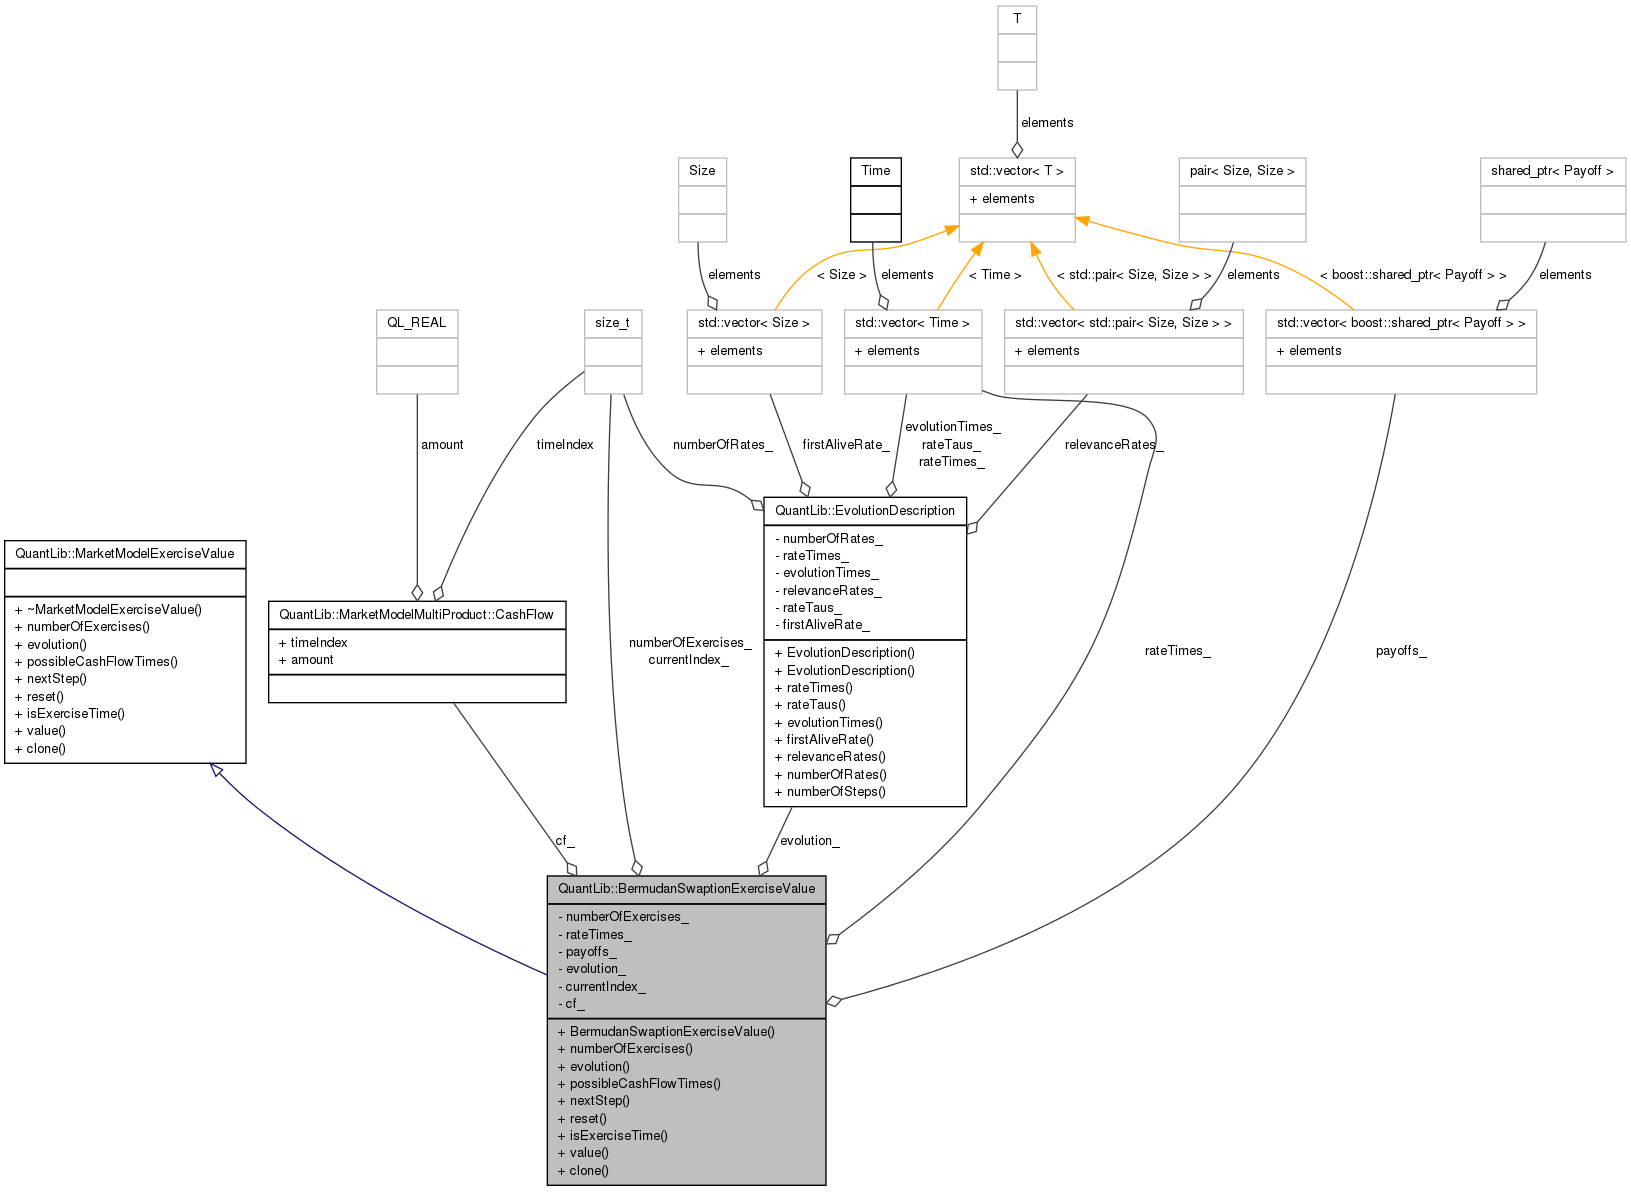 T
elements
Size
Time
std::vector< T >
+ elements
pair< Size, Size >
shared_ptr< Payoff >
elements
< Size >
elements
< Time >
< std::pair< Size, Size > >
elements
< boost::shared_ptr< Payoff > >
elements
QL_REAL
size_t
std::vector< Size >
+ elements
std::vector< Time >
+ elements
std::vector< std::pair< Size, Size > >
+ elements
std::vector< boost::shared_ptr< Payoff > >
+ elements
amount
timeIndex
numberOfRates_
firstAliveRate_
evolutionTimes_
rateTaus_
rateTimes_
relevanceRates_
QuantLib::EvolutionDescription
- numberOfRates_
- rateTimes_
- evolutionTimes_
- relevanceRates_
- rateTaus_
- firstAliveRate_
+ EvolutionDescription()
+ EvolutionDescription()
+ rateTimes()
+ rateTaus()
+ evolutionTimes()
+ firstAliveRate()
+ relevanceRates()
+ numberOfRates()
+ numberOfSteps()
QuantLib::MarketModelExerciseValue
+ ~MarketModelExerciseValue()
+ numberOfExercises()
+ evolution()
+ possibleCashFlowTimes()
+ nextStep()
+ reset()
+ isExerciseTime()
+ value()
+ clone()
QuantLib::MarketModelMultiProduct::CashFlow
+ timeIndex
+ amount
numberOfExercises_
currentIndex_
rateTimes_
payoffs_
cf_
evolution_
QuantLib::BermudanSwaptionExerciseValue
- numberOfExercises_
- rateTimes_
- payoffs_
- evolution_
- currentIndex_
- cf_
+ BermudanSwaptionExerciseValue()
+ numberOfExercises()
+ evolution()
+ possibleCashFlowTimes()
+ nextStep()
+ reset()
+ isExerciseTime()
+ value()
+ clone()